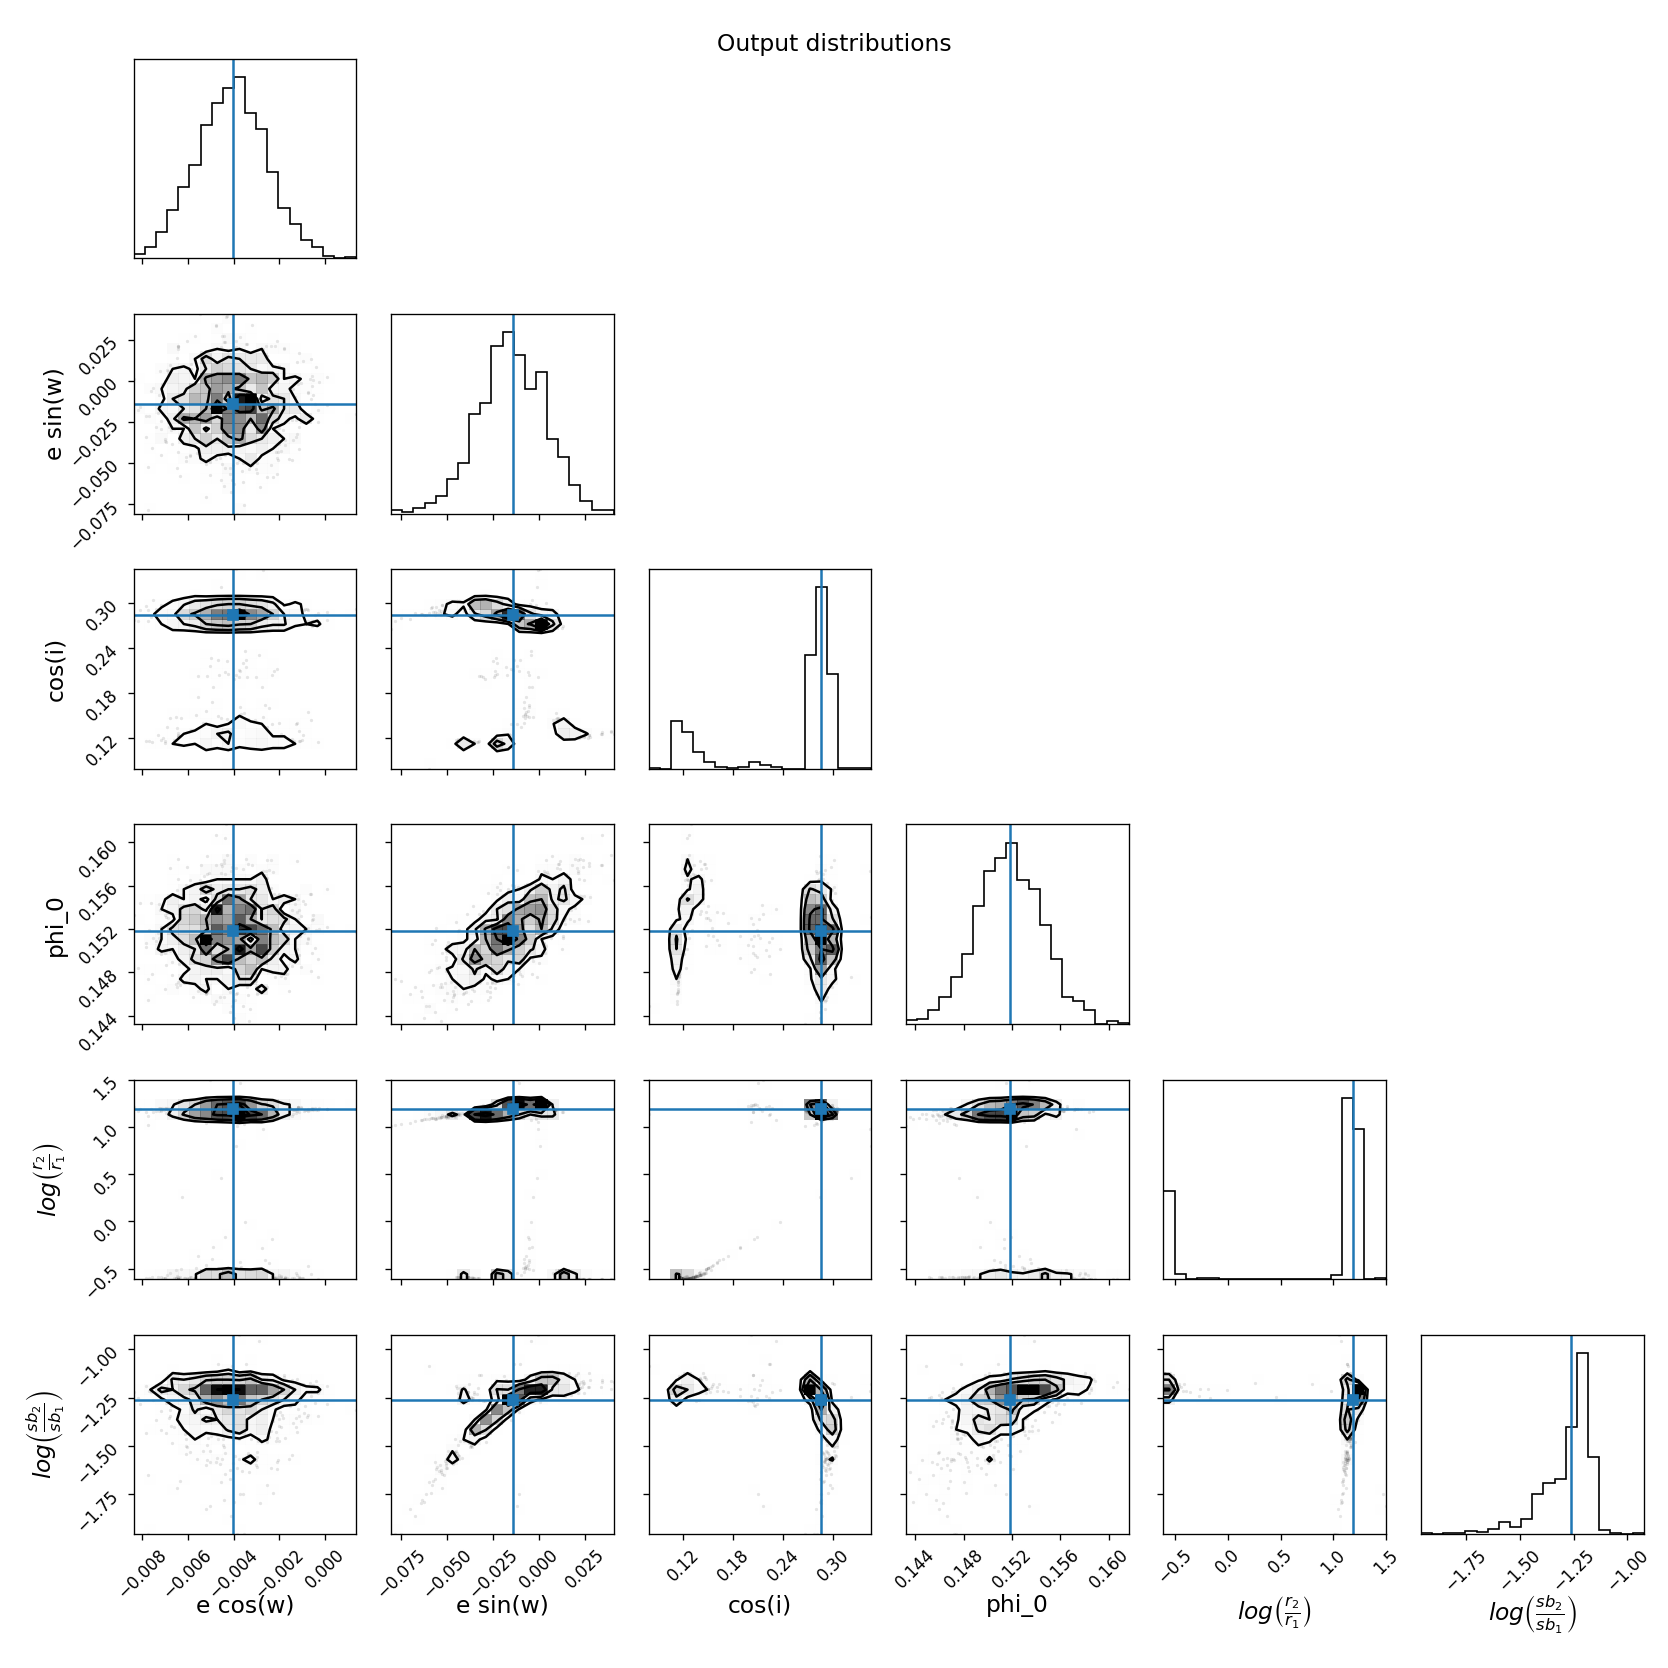 Output distributions
e sin(w)
0.025
0.000
−0.025
−0.050
−0.075
cos(i)
0.30
0.24
0.18
0.12
phi_0
0.160
0.156
0.152
0.148
0.144
log(r2/r1)
1.5
1.0
0.5
0.0
−0.5
log(sb2/sb1)
−1.00
−1.25
−1.50
−1.75
−0.008 −0.006 −0.004 −0.002 0.000
−0.075 −0.050 −0.025 0.000 0.025
0.12 0.18 0.24 0.30
0.144 0.148 0.152 0.156 0.160
−0.5 0.0 0.5 1.0 1.5
−1.75 −1.50 −1.25 −1.00
e cos(w)
e sin(w)
cos(i)
phi_0
log(r2/r1)
log(sb2/sb1)